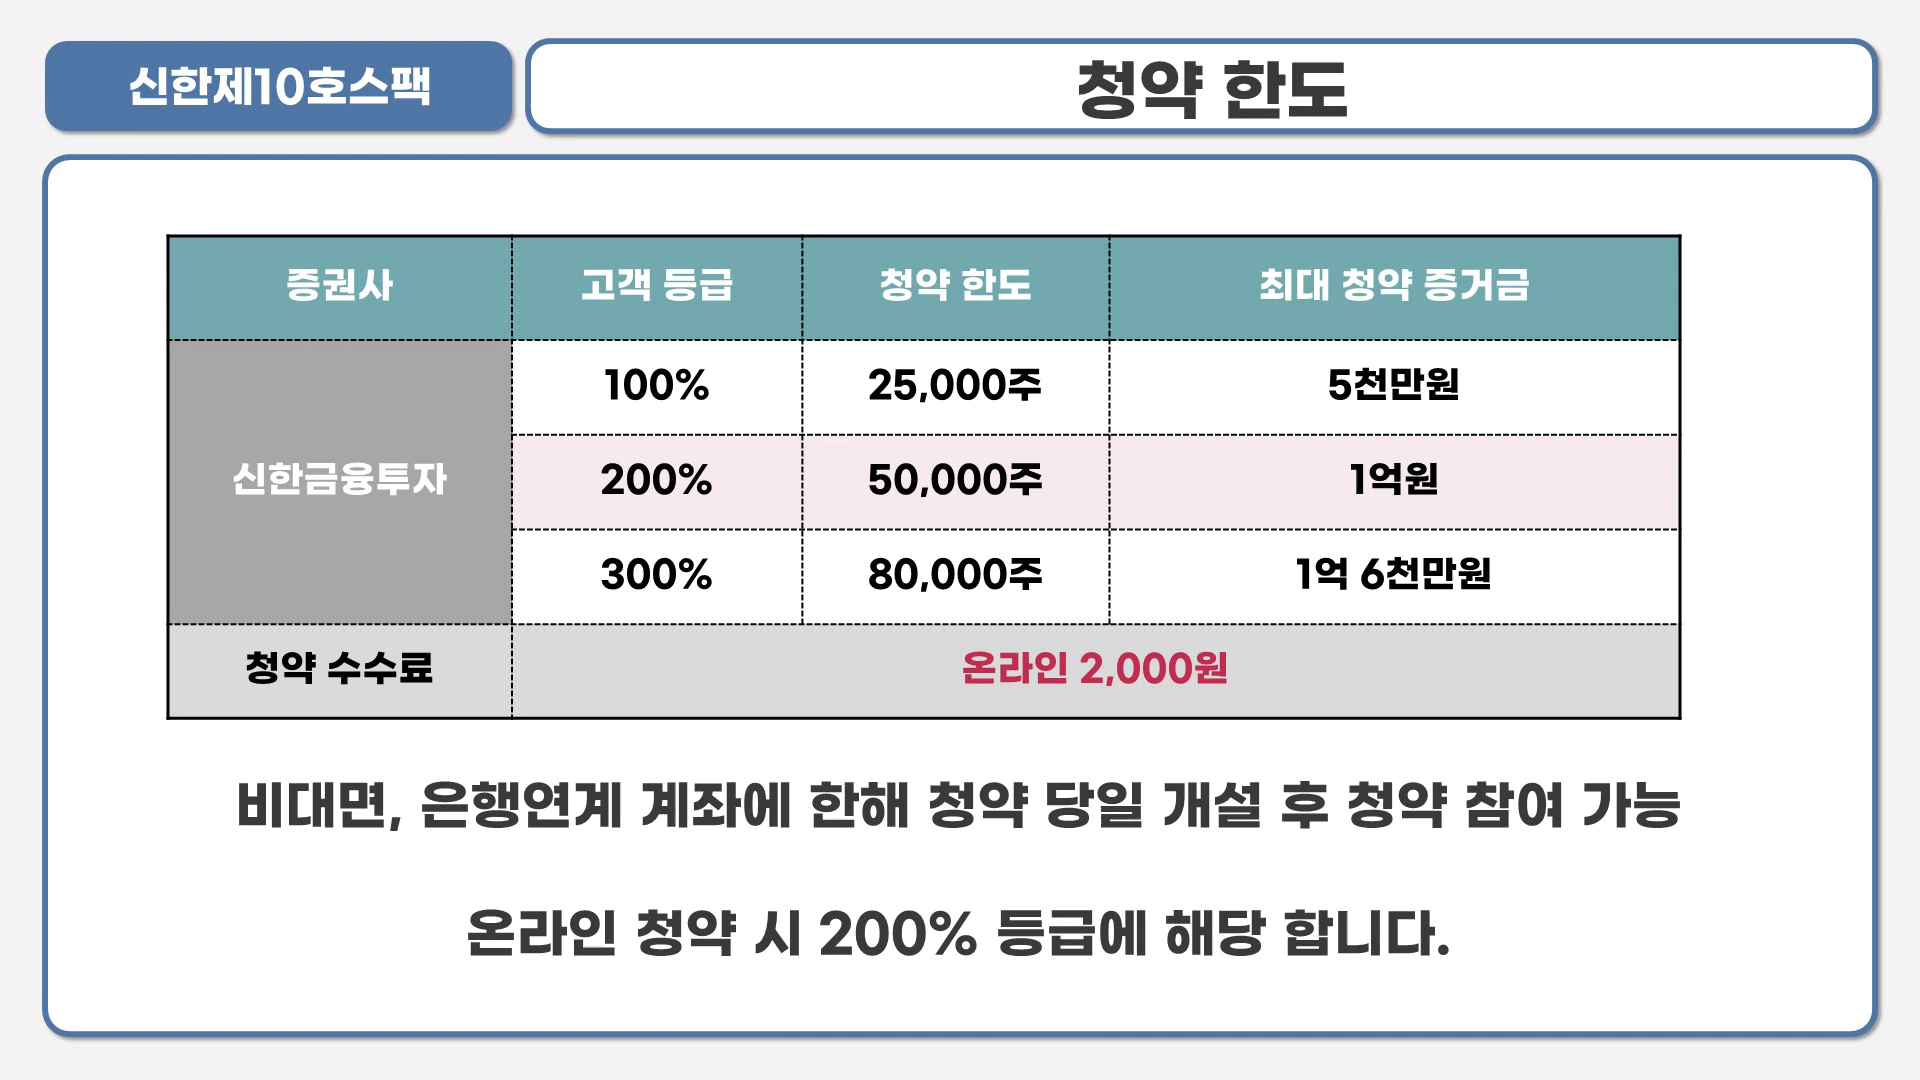 신한제10호스팩
청약 한도
증권사 고객 등급 청약 한도 최대 청약 증거금
100% 25,000주 5천만원
신한금융투자 200% 50,000주 1억원
300% 80,000주 1억 6천만원
청약 수수료 온라인 2,000원
비대면, 은행연계 계좌에 한해 청약 당일 개설 후 청약 참여 가능
온라인 청약 시 200% 등급에 해당 합니다.